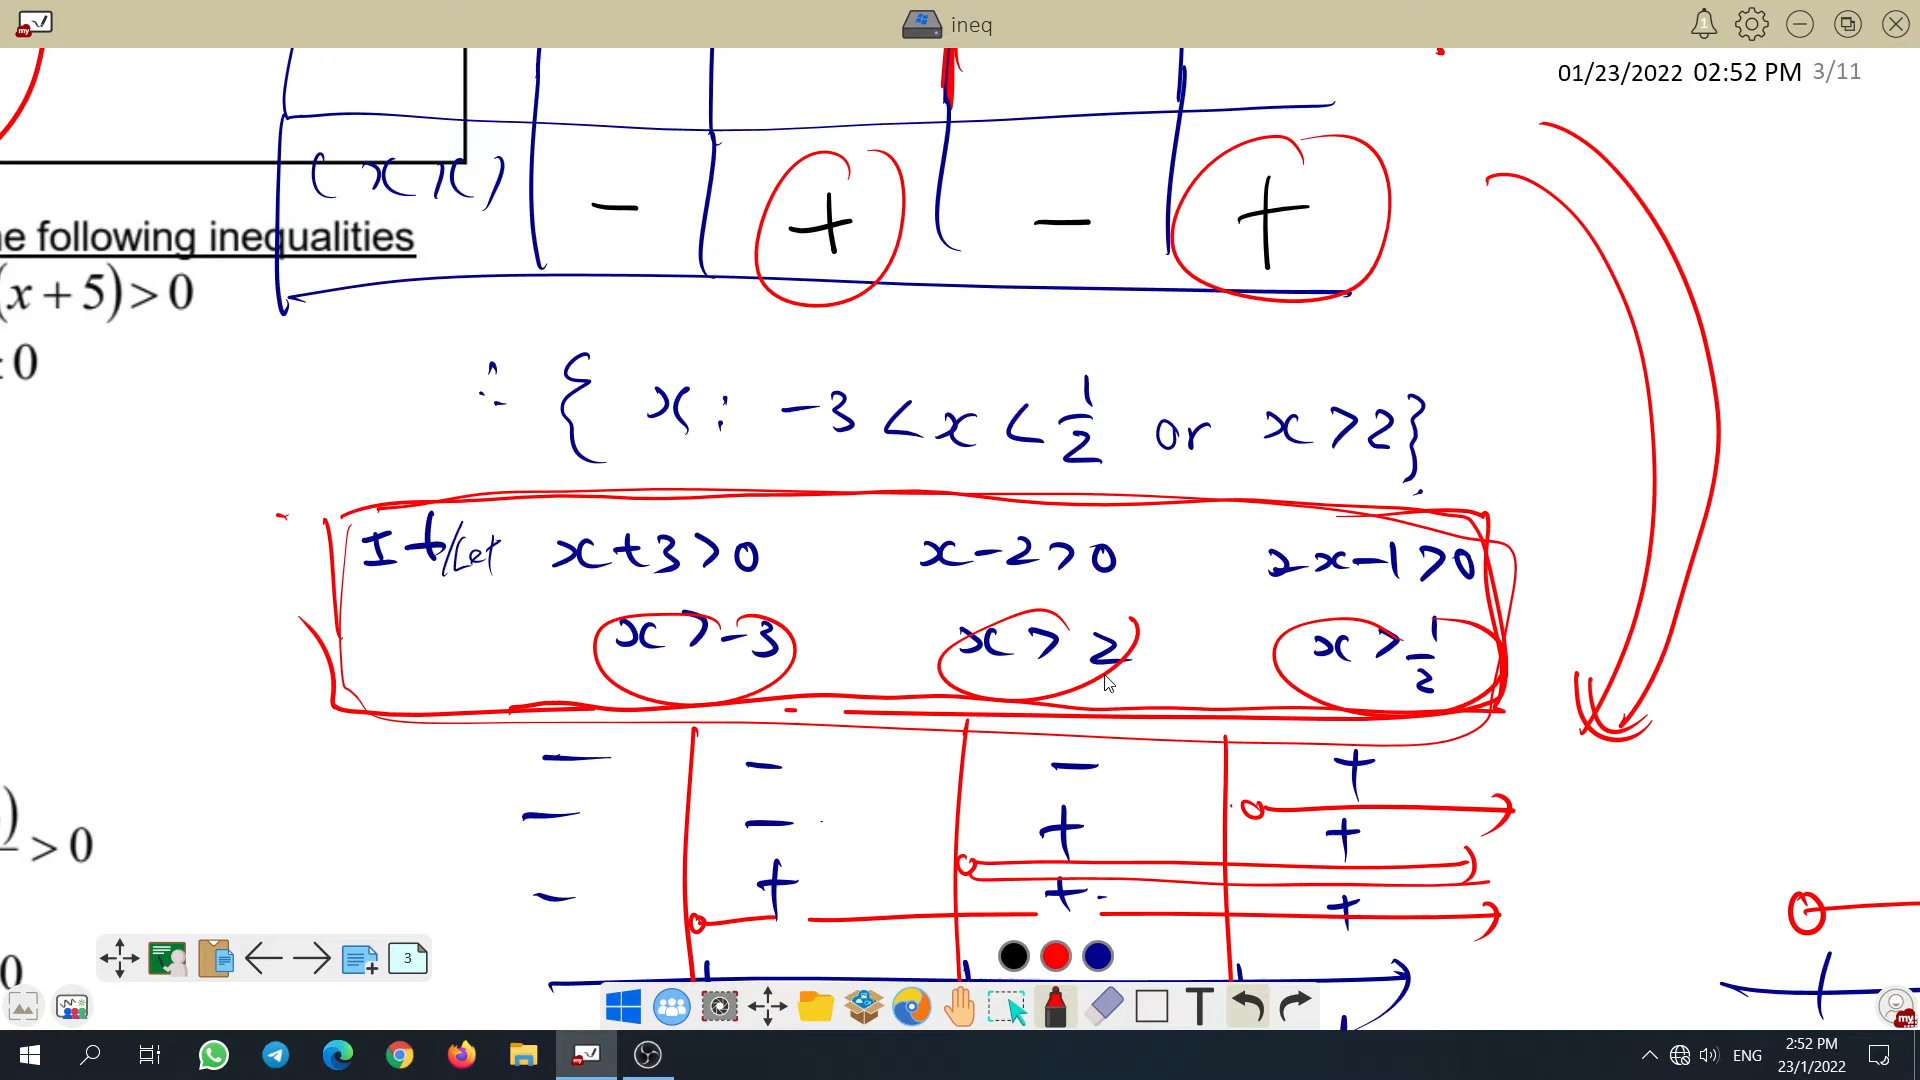 ineq
01/23/2022 02:52 PM 3/11
(x x)
- + - +
e following inequalities
(x + 5) > 0
0
∴ { x : -3 < x < 1/2 or x > 2 }
If/Let x+3>0 x-2>0 2x-1>0
x > -3 x > 2 x > 1/2
- - - +
- - + +
- + + +
) > 0
0
3
T
my
ENG
2:52 PM
23/1/2022